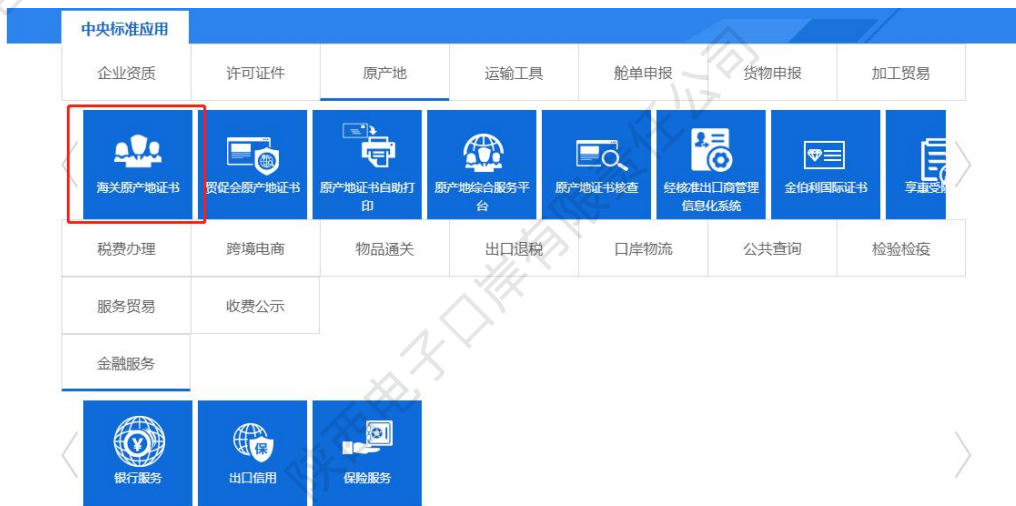 中央标准应用
企业资质
许可证件
原产地
运输工具
舱单申报
货物申报
加工贸易
海关原产地证书
贸促会原产地证书
原产地证书自助打
印
原产地综合服务平
台
原产地证书核查
经核准出口商管理
信息化系统
金伯利国际证书
享惠受
税费办理
跨境电商
物品通关
出口退税
口岸物流
公共查询
检验检疫
服务贸易
收费公示
金融服务
银行服务
保
出口信用
保险服务
陕西电子口岸有限责任公司